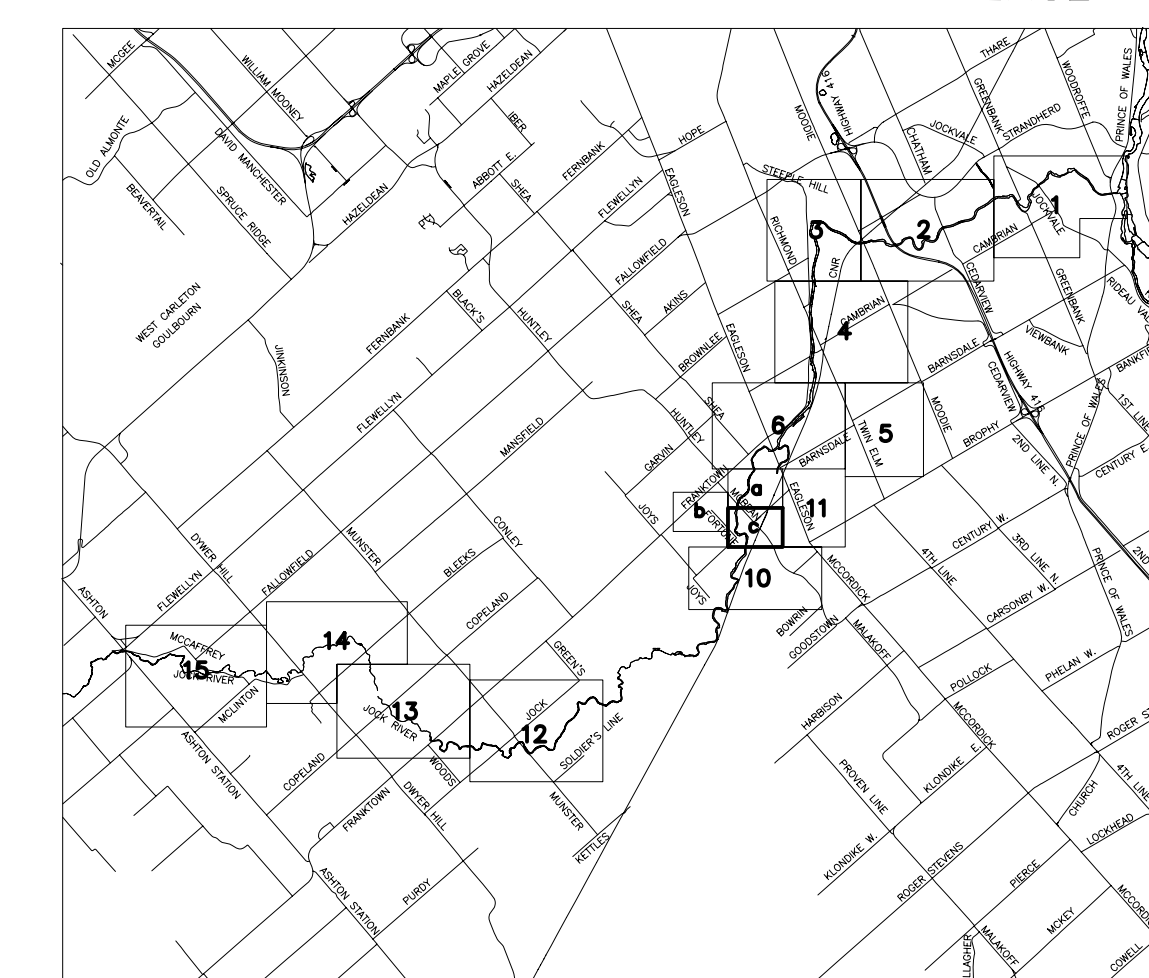 MCGEE
WILLIAM MOONEY
MAPLE GROVE
HAZELDEAN
OLD ALMONTE
DAVID MANCHESTER
IBER
ABBOTT E.
BEAVERTAIL
SPRUCE RIDGE
HAZELDEAN
SHEA
FERNBANK
FLEWELLYN
HOPE
EAGLESON
MOODIE
HIGHWAY 416
CHATHAM
JOCKVALE
GREENBANK
STRANDHERD
THARE
WOODROFFE
PRINCE OF WALES
STEEPLE HILL
RICHMOND
3
2
1
JOCKVALE
CAMBRIAN
CNR
CEDARVIEW
GREENBANK
RIDEAU VA
WEST CARLETON
GOULBOURN
FALLOWFIELD
AKINS
SHEA
BLACK'S
HUNTLEY
FERNBANK
JINKINSON
BROWNLEE
EAGLESON
CAMBRIAN
4
BARNSDALE
VIEWBANK
HIGHWAY 416
CEDARVIEW
BANKFI
FLEWELLYN
MANSFIELD
SHEA
HUNTLEY
GARVIN
6
BARNSDALE
TWIN ELM
5
MOODIE
BROPHY
2ND LINE N.
PRINCE OF WALES
1ST LINE
CENTURY E.
FRANKTOWN
a
b
c
FORTUNE
EAGLESON
11
10
JOYS
JOYS
CENTURY W.
3RD LINE N.
4TH LINE
2ND
CONLEY
MUNSTER
BLEEKS
DYWER HILL
FALLOWFIELD
FLEWELLYN
ASHTON
COPELAND
MCCORDICK
CARSONBY W.
BOWRIN
GOODSTOWN
MALAKOFF
PRINCE OF WALES
PHELAN W.
POLLOCK
MCCAFFREY
15
JOCK RIVER
MCLINTON
14
GREEN'S
13
JOCK RIVER
JOCK
12
SOLDIER'S LINE
HARBISON
MCCORDICK
ROGER S
ASHTON STATION
COPELAND
WOODS
DWYER HILL
FRANKTOWN
MUNSTER
KETTLES
PROVEN LINE
KLONDIKE E.
4TH LINE
CHURCH
LOCKHEAD
KLONDIKE W.
ROGER STEVENS
PIERCE
ASHTON STATION
PURDY
MCKEY
MCCORDI
MALAKOFF
COWELL
LLAGHER